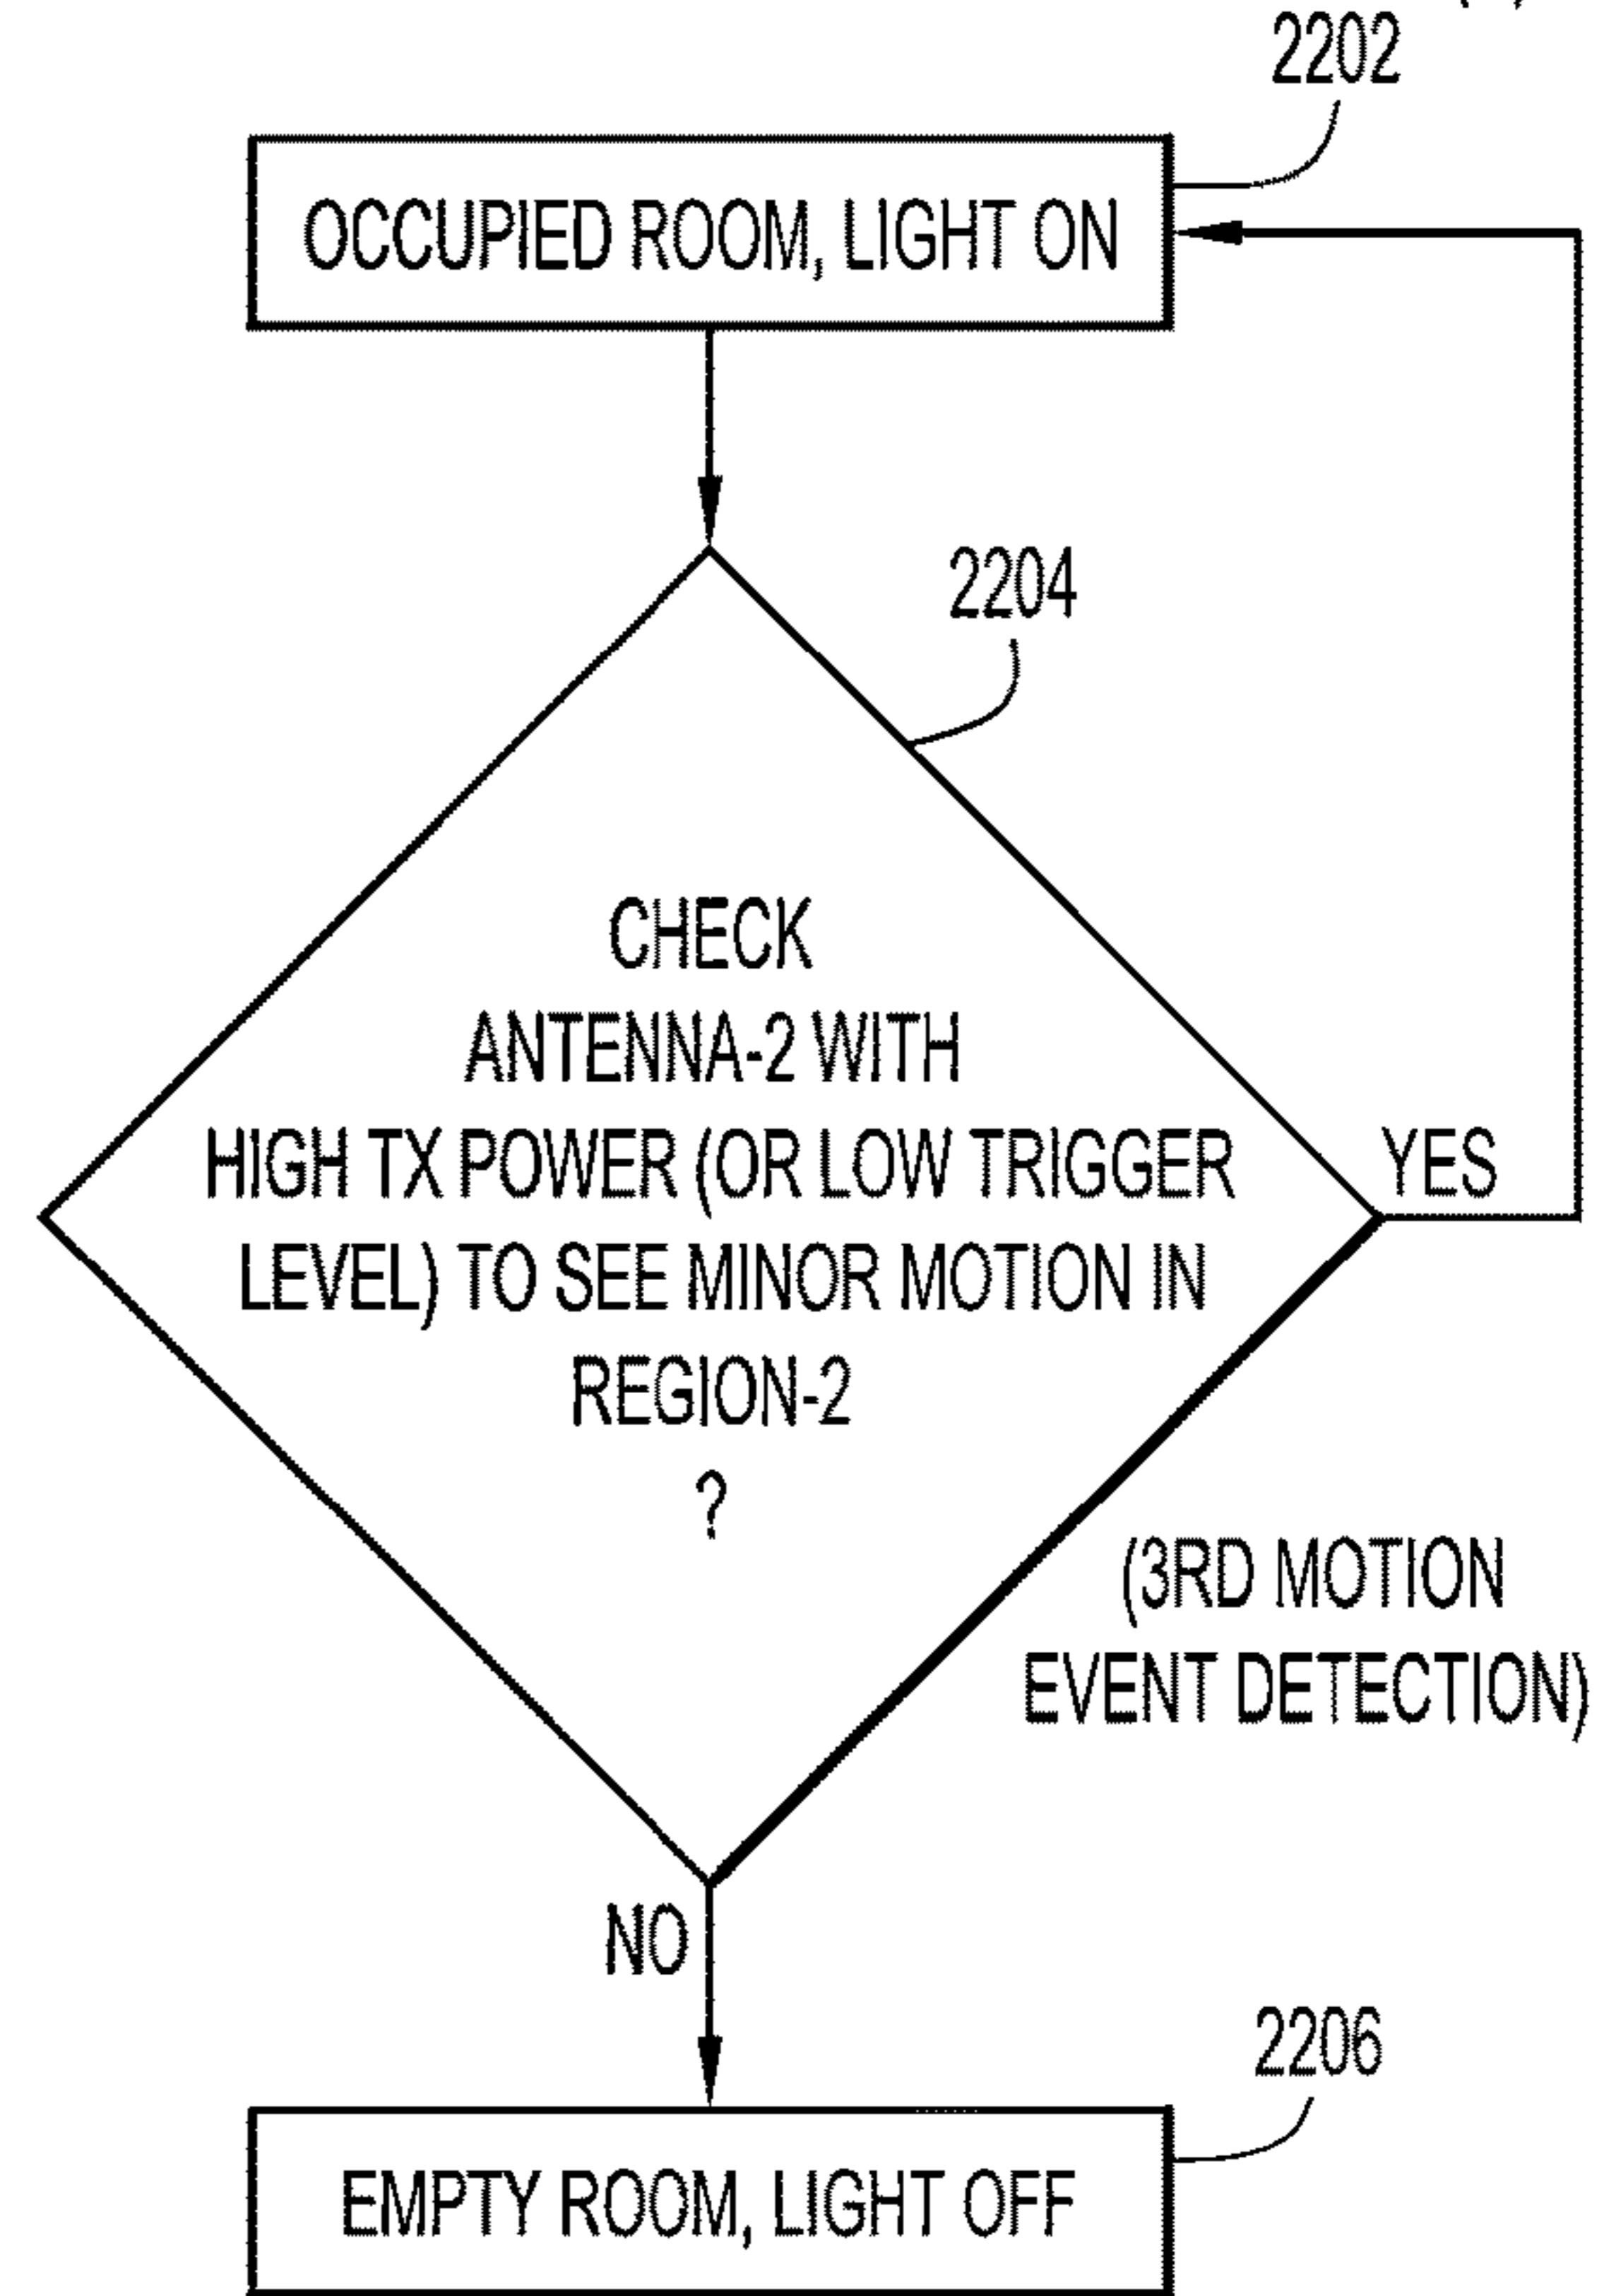 2202
OCCUPIED ROOM, LIGHT ON
2204
CHECK
ANTENNA-2 WITH
HIGH TX POWER (OR LOW TRIGGER
LEVEL) TO SEE MINOR MOTION IN
REGION-2
?
YES
(3RD MOTION
EVENT DETECTION)
NO
2206
EMPTY ROOM, LIGHT OFF